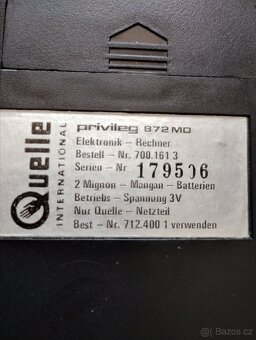 Quelle
INTERNATIONAL
privileg 872 MD
Elektronik - Rechner
Bestell - Nr. 700.161 3
Serien - Nr 179506
2 Mignon - Mangan - Batterien
Betriebs - Spannung 3V
Nur Quelle - Netzteil
Best - Nr. 712.400 1 verwenden
sbazar.cz